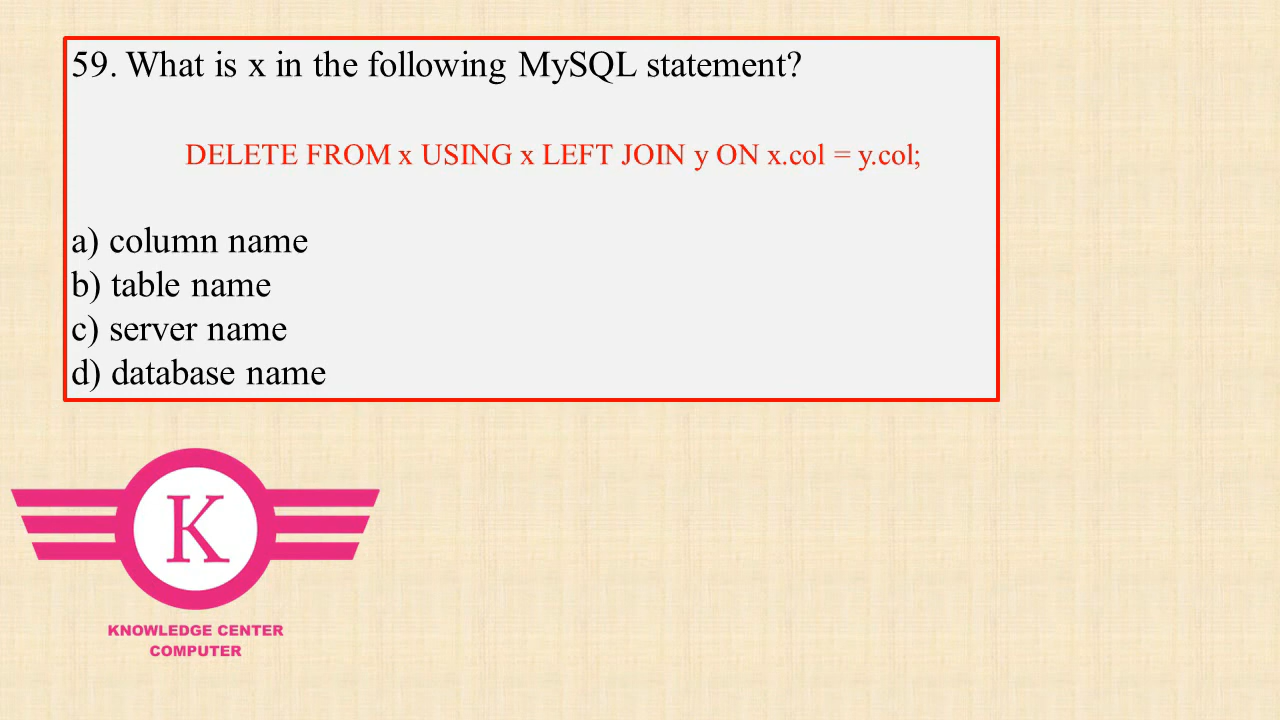 59. What is x in the following MySQL statement?
DELETE FROM x USING x LEFT JOIN y ON x.col = y.col;
a) column name
b) table name
c) server name
d) database name
K
KNOWLEDGE CENTER
COMPUTER